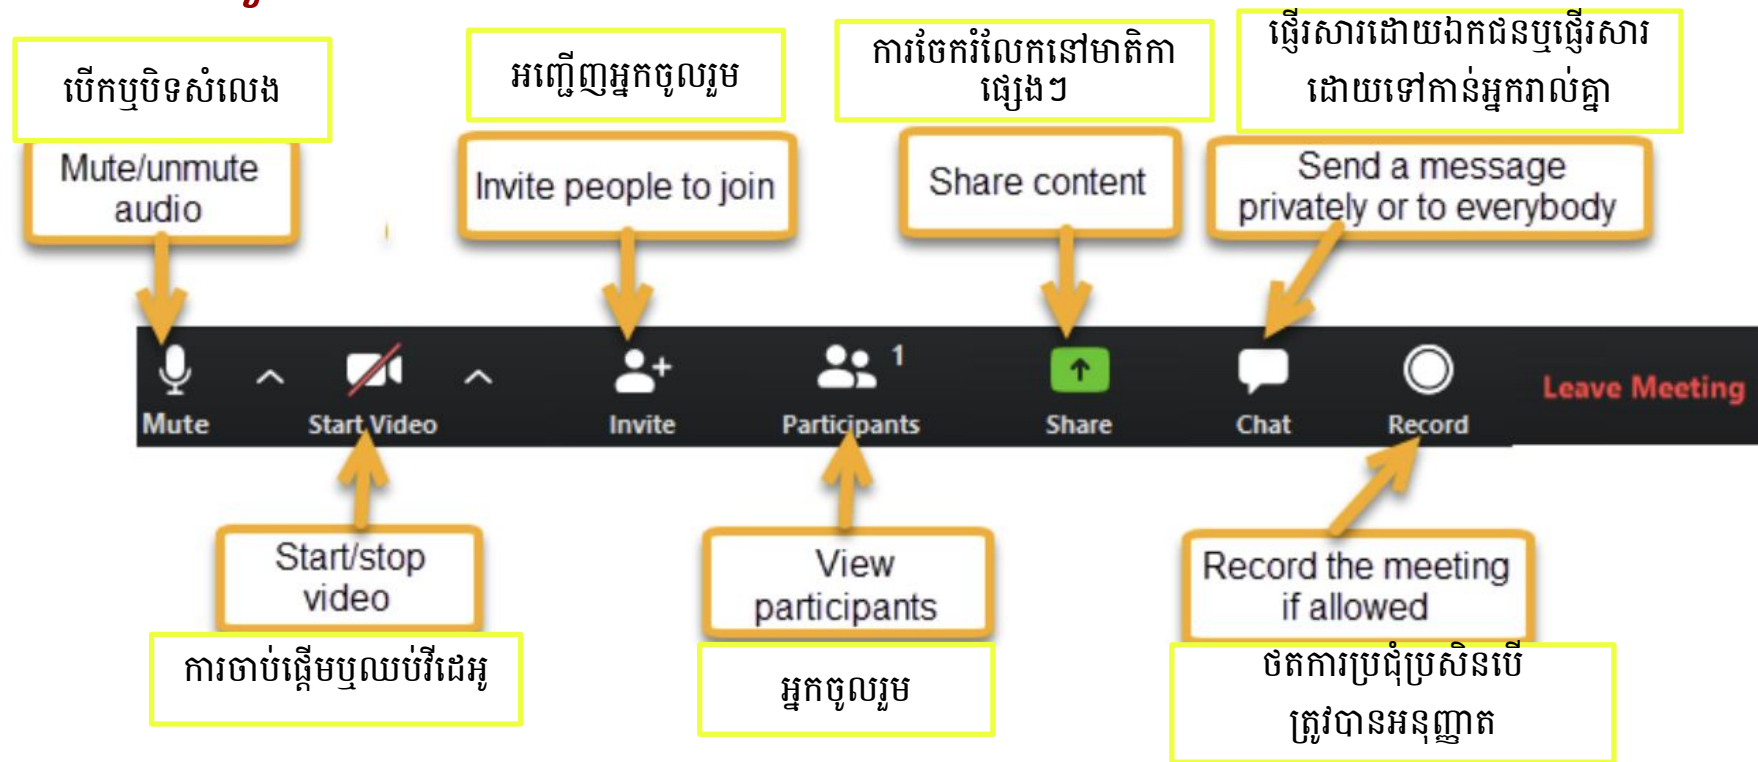 បើកឬបិទសំលេង
អញ្ជើញអ្នកចូលរួម
ការចែករំលែកនៅមាតិកា
ផ្សេងៗ
ផ្ញើរសារដោយឯកជនឬផ្ញើរសារ
ដោយទៅកាន់អ្នករាល់គ្នា
Mute/unmute
audio
Invite people to join
Share content
Send a message
privately or to everybody
Mute
Start Video
Invite
Participants
1
Share
Chat
Record
Leave Meeting
Start/stop
video
View
participants
Record the meeting
if allowed
ការចាប់ផ្តើមឬឈប់វីដេអូ
អ្នកចូលរួម
ថតការប្រជុំប្រសិនបើ
ត្រូវបានអនុញ្ញាត